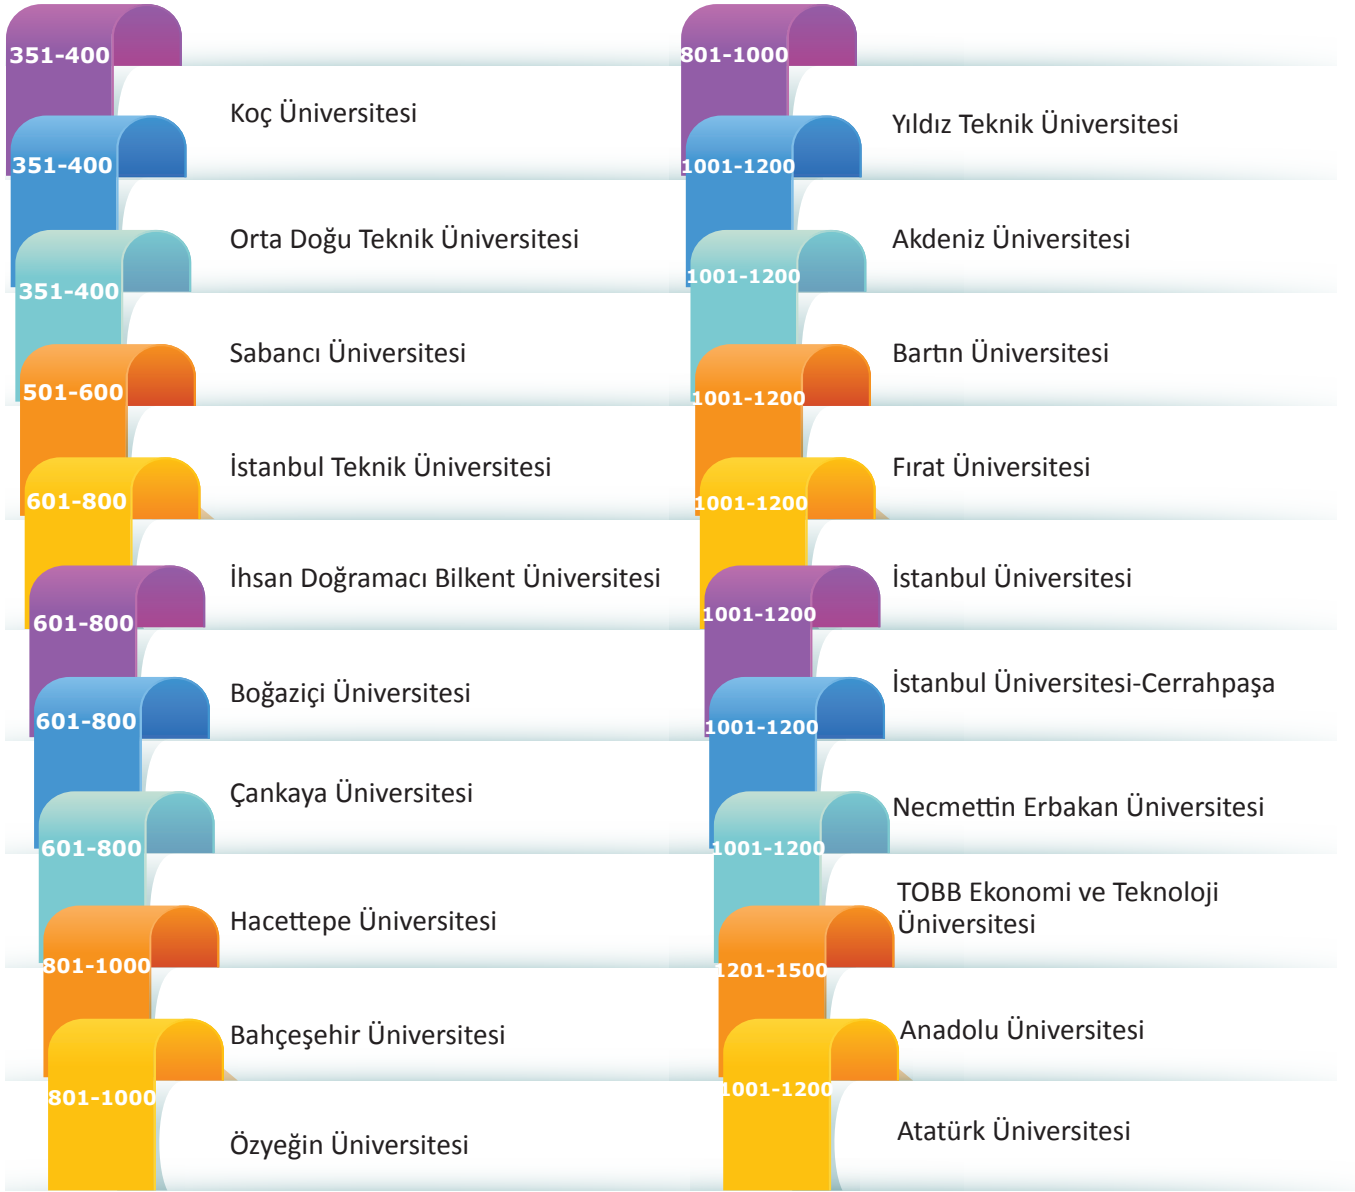 351-400
Koç Üniversitesi
351-400
Orta Doğu Teknik Üniversitesi
351-400
Sabancı Üniversitesi
501-600
İstanbul Teknik Üniversitesi
601-800
İhsan Doğramacı Bilkent Üniversitesi
601-800
Boğaziçi Üniversitesi
601-800
Çankaya Üniversitesi
601-800
Hacettepe Üniversitesi
801-1000
Bahçeşehir Üniversitesi
801-1000
Özyeğin Üniversitesi
801-1000
Yıldız Teknik Üniversitesi
1001-1200
Akdeniz Üniversitesi
1001-1200
Bartın Üniversitesi
1001-1200
Fırat Üniversitesi
1001-1200
İstanbul Üniversitesi
1001-1200
İstanbul Üniversitesi-Cerrahpaşa
1001-1200
Necmettin Erbakan Üniversitesi
1001-1200
TOBB Ekonomi ve Teknoloji
Üniversitesi
1201-1500
Anadolu Üniversitesi
1001-1200
Atatürk Üniversitesi